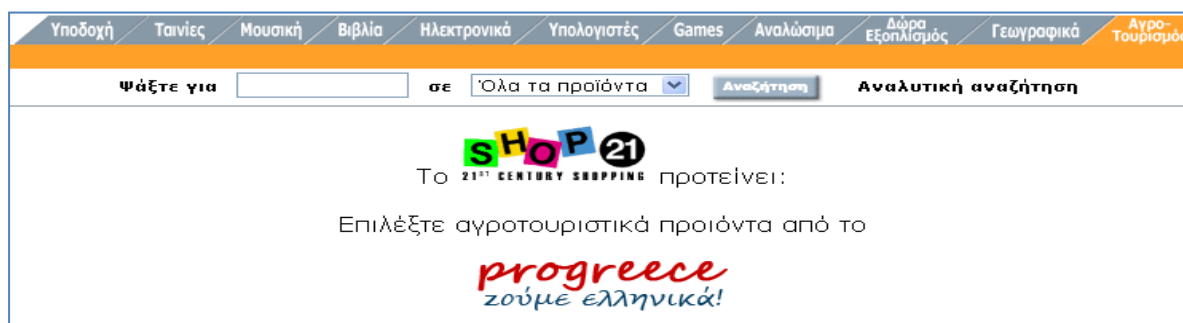 Υποδοχή Ταινίες Μουσική Βιβλία Ηλεκτρονικά Υπολογιστές Games Αναλώσιμα Δώρα Εξοπλισμός Γεωγραφικά Αγρο-Τουρισμός
Ψάξτε για σε Όλα τα προϊόντα Αναζήτηση Αναλυτική αναζήτηση
Το SHOP 21 21ST CENTURY SHOPPING προτείνει:
Επιλέξτε αγροτουριστικά προιόντα από το
progreece
ζούμε ελληνικά!